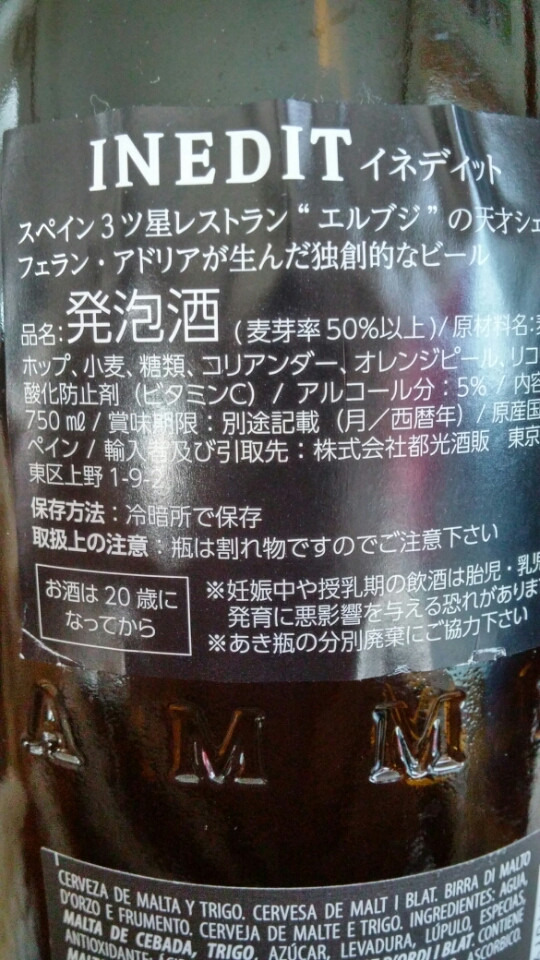 INEDIT イネディット
スペイン3ツ星レストラン“エルブジ”の天才シェ
フェラン・アドリアが生んだ独創的なビール
品名:発泡酒（麦芽率50%以上）/原材料名:麦
ホップ、小麦、糖類、コリアンダー、オレンジピール、リコ
酸化防止剤（ビタミンC）/ アルコール分：5% / 内容
750㎖/賞味期限：別途記載（月／西暦年）/原産国
ペイン / 輸入者及び引取先：株式会社都光酒販 東京
東区上野1-9-2
保存方法：冷暗所で保存
取扱上の注意：瓶は割れ物ですのでご注意下さい
お酒は20歳に
なってから
※妊娠中や授乳期の飲酒は胎児・乳児
発育に悪影響を与える恐れがありま
※あき瓶の分別廃棄にご協力下さい
A M M
CERVEZA DE MALTA Y TRIGO. CERVESA DE MALT I BLAT. BIRRA DI MALTO
D'ORZO E FRUMENTO. CERVEJA DE MALTE E TRIGO. INGREDIENTES: AGUA,
MALTA DE CEBADA, TRIGO, AZÚCAR, LEVADURA, LÚPULO, ESPECIAS,
ANTIOXIDANTE: D'ORDI I BLAT. CONTIENE
ASCÓRBICO.